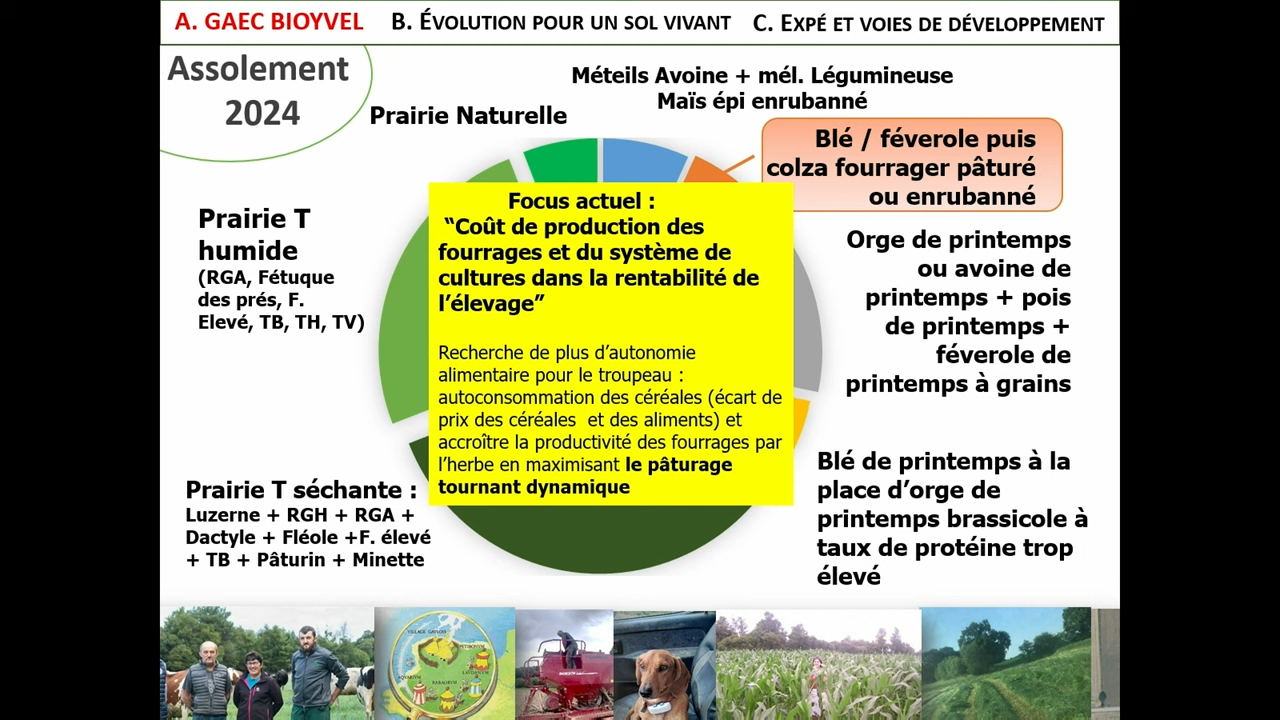 A. GAEC BIOYVEL B. ÉVOLUTION POUR UN SOL VIVANT C. EXPÉ ET VOIES DE DÉVELOPPEMENT
Assolement
2024
Méteils Avoine + mél. Légumineuse
Maïs épi enrubanné
Prairie Naturelle
Blé / féverole puis
colza fourrager pâturé
ou enrubanné
Prairie T
humide
(RGA, Fétuque
des prés, F.
Elevé, TB, TH, TV)
Focus actuel :
“Coût de production des
fourrages et du système de
cultures dans la rentabilité de
l’élevage”
Recherche de plus d’autonomie
alimentaire pour le troupeau :
autoconsommation des céréales (écart de
prix des céréales et des aliments) et
accroître la productivité des fourrages par
l’herbe en maximisant le pâturage
tournant dynamique
Orge de printemps
ou avoine de
printemps + pois
de printemps +
féverole de
printemps à grains
Prairie T séchante :
Luzerne + RGH + RGA +
Dactyle + Fléole +F. élevé
+ TB + Pâturin + Minette
Blé de printemps à la
place d’orge de
printemps brassicole à
taux de protéine trop
élevé
VILLAGE GAULOIS
PETIBONUM
LAUDANUM
AQUARIUM
BABAORUM